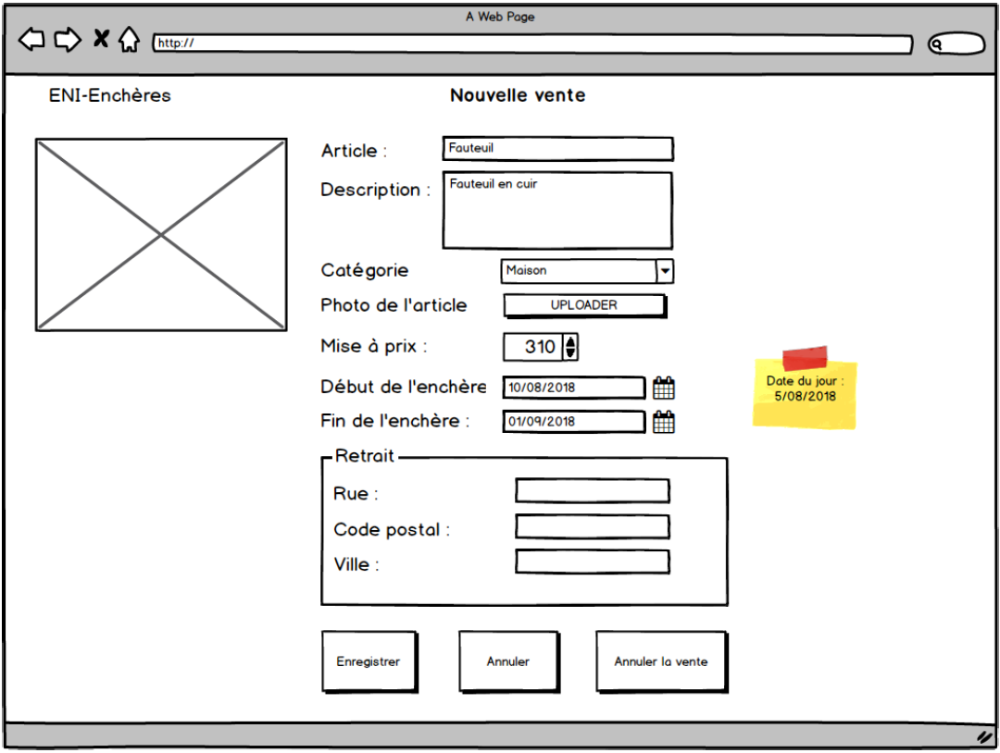 A Web Page
http://
ENI-Enchères
Nouvelle vente
Article :
Fauteuil
Description :
Fauteuil en cuir
Catégorie
Maison
Photo de l'article
UPLOADER
Mise à prix :
310
Début de l'enchère
10/08/2018
Fin de l'enchère :
01/09/2018
Date du jour :
5/08/2018
Retrait
Rue :
Code postal :
Ville :
Enregistrer
Annuler
Annuler la vente